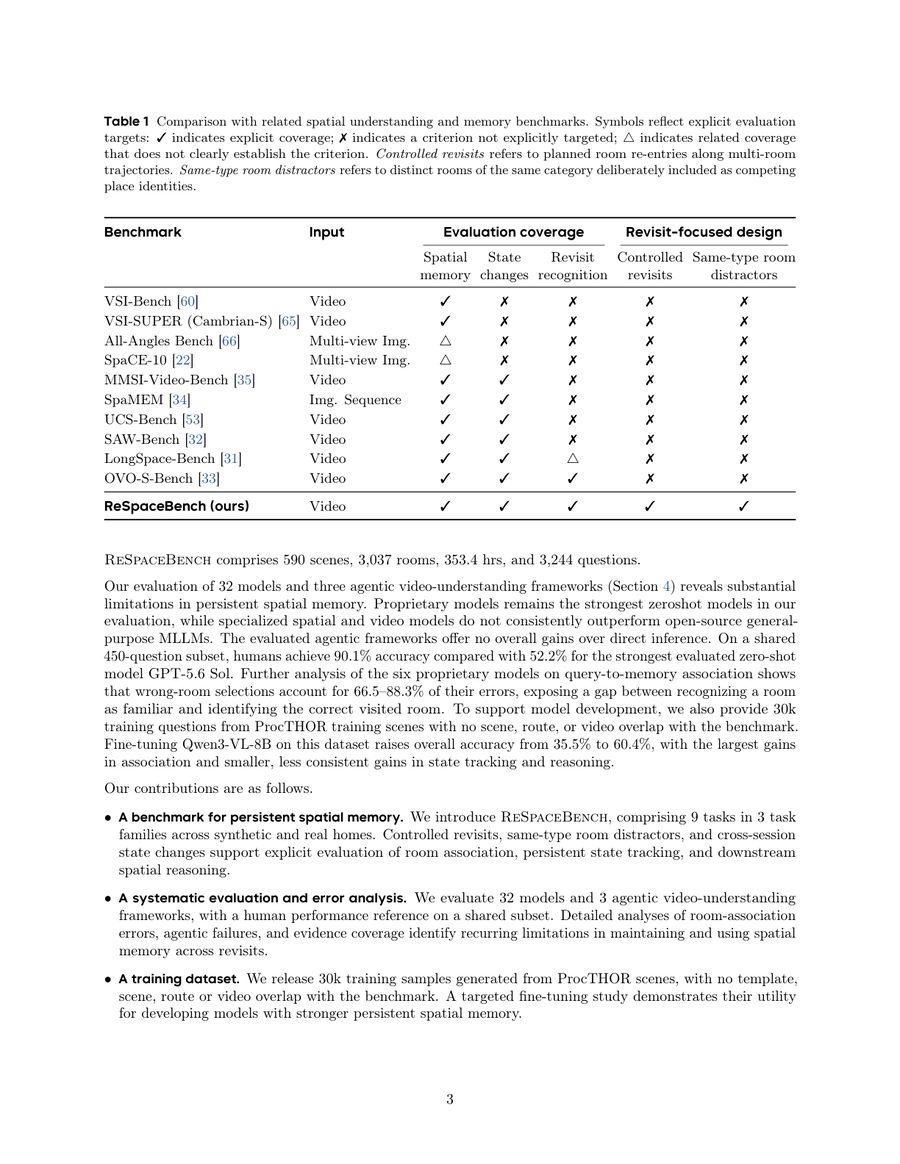 Table 1 Comparison with related spatial understanding and memory benchmarks. Symbols reflect explicit evaluation
targets: ✓ indicates explicit coverage; ✗ indicates a criterion not explicitly targeted; △ indicates related coverage
that does not clearly establish the criterion. Controlled revisits refers to planned room re-entries along multi-room
trajectories. Same-type room distractors refers to distinct rooms of the same category deliberately included as competing
place identities.
Benchmark Input Evaluation coverage Revisit-focused design
Spatial State Revisit Controlled Same-type room
memory changes recognition revisits distractors
VSI-Bench [60] Video ✓ ✗ ✗ ✗ ✗
VSI-SUPER (Cambrian-S) [65] Video ✓ ✗ ✗ ✗ ✗
All-Angles Bench [66] Multi-view Img. △ ✗ ✗ ✗ ✗
SpaCE-10 [22] Multi-view Img. △ ✗ ✗ ✗ ✗
MMSI-Video-Bench [35] Video ✓ ✓ ✗ ✗ ✗
SpaMEM [34] Img. Sequence ✓ ✓ ✗ ✗ ✗
UCS-Bench [53] Video ✓ ✓ ✗ ✗ ✗
SAW-Bench [32] Video ✓ ✓ ✗ ✗ ✗
LongSpace-Bench [31] Video ✓ ✓ △ ✗ ✗
OVO-S-Bench [33] Video ✓ ✓ ✓ ✗ ✗
ReSpaceBench (ours) Video ✓ ✓ ✓ ✓ ✓
RESPACEBENCH comprises 590 scenes, 3,037 rooms, 353.4 hrs, and 3,244 questions.
Our evaluation of 32 models and three agentic video-understanding frameworks (Section 4) reveals substantial
limitations in persistent spatial memory. Proprietary models remains the strongest zeroshot models in our
evaluation, while specialized spatial and video models do not consistently outperform open-source general-
purpose MLLMs. The evaluated agentic frameworks offer no overall gains over direct inference. On a shared
450-question subset, humans achieve 90.1% accuracy compared with 52.2% for the strongest evaluated zero-shot
model GPT-5.6 Sol. Further analysis of the six proprietary models on query-to-memory association shows
that wrong-room selections account for 66.5–88.3% of their errors, exposing a gap between recognizing a room
as familiar and identifying the correct visited room. To support model development, we also provide 30k
training questions from ProcTHOR training scenes with no scene, route, or video overlap with the benchmark.
Fine-tuning Qwen3-VL-8B on this dataset raises overall accuracy from 35.5% to 60.4%, with the largest gains
in association and smaller, less consistent gains in state tracking and reasoning.
Our contributions are as follows.
• A benchmark for persistent spatial memory. We introduce RESPACEBENCH, comprising 9 tasks in 3 task
families across synthetic and real homes. Controlled revisits, same-type room distractors, and cross-session
state changes support explicit evaluation of room association, persistent state tracking, and downstream
spatial reasoning.
• A systematic evaluation and error analysis. We evaluate 32 models and 3 agentic video-understanding
frameworks, with a human performance reference on a shared subset. Detailed analyses of room-association
errors, agentic failures, and evidence coverage identify recurring limitations in maintaining and using spatial
memory across revisits.
• A training dataset. We release 30k training samples generated from ProcTHOR scenes, with no template,
scene, route or video overlap with the benchmark. A targeted fine-tuning study demonstrates their utility
for developing models with stronger persistent spatial memory.
3